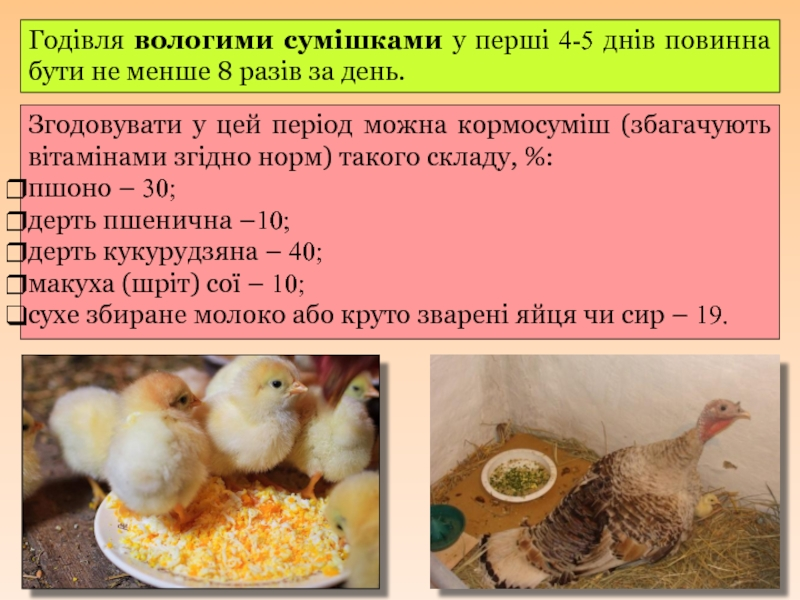 Годівля вологими сумішками у перші 4-5 днів повинна
бути не менше 8 разів за день.
Згодовувати у цей період можна кормосуміш (збагачують
вітамінами згідно норм) такого складу, %:
❒пшоно – 30;
❒дерть пшенична –10;
❒дерть кукурудзяна – 40;
❒макуха (шріт) сої – 10;
❑сухе збиране молоко або круто зварені яйця чи сир – 19.